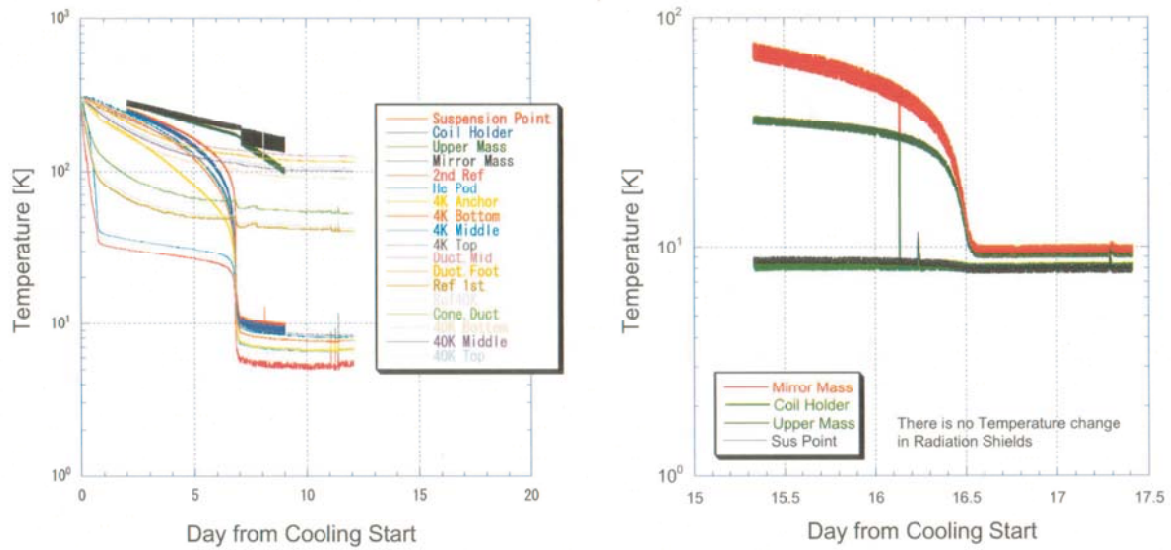 10³
10²
10¹
10⁰
Temperature [K]
0
5
10
15
20
Day from Cooling Start
Suspension Point
Coil Holder
Upper Mass
Mirror Mass
2nd Ref
He Pod
4K Anchor
4K Bottom
4K Middle
4K Top
Duct Mid
Duct Foot
Ref 1st
Cone Duct
40K Bottom
40K Middle
40K Top
10²
10¹
10⁰
Temperature [K]
15
15.5
16
16.5
17
17.5
Day from Cooling Start
Mirror Mass
Coil Holder
Upper Mass
Sus Point
There is no Temperature change
in Radiation Shields